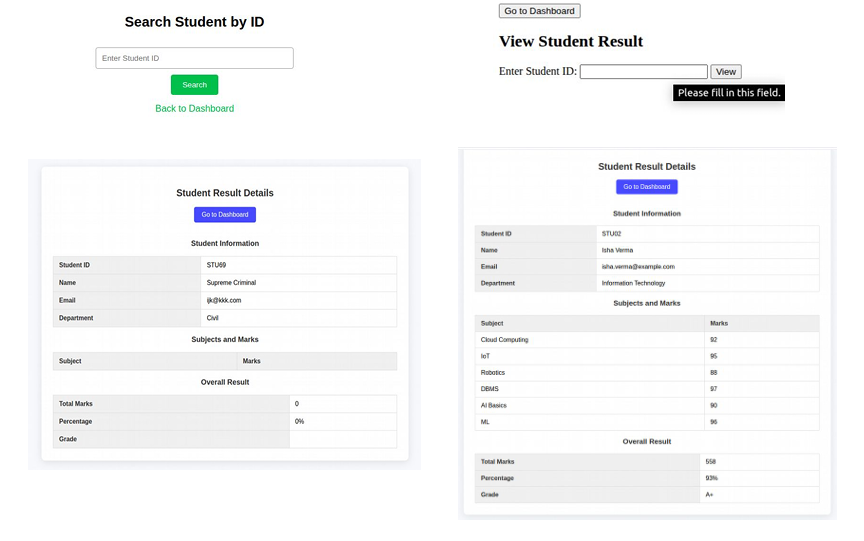 Search Student by ID
Enter Student ID
Search
Back to Dashboard
Go to Dashboard
View Student Result
Enter Student ID: View
Please fill in this field.
Student Result Details
Go to Dashboard
Student Information
Student ID STU69
Name Supreme Criminal
Email ijk@kkk.com
Department Civil
Subjects and Marks
Subject Marks
Overall Result
Total Marks 0
Percentage 0%
Grade
Student Result Details
Go to Dashboard
Student Information
Student ID STU02
Name Isha Verma
Email isha.verma@example.com
Department Information Technology
Subjects and Marks
Subject Marks
Cloud Computing 92
IoT 95
Robotics 88
DBMS 97
AI Basics 90
ML 96
Overall Result
Total Marks 558
Percentage 93%
Grade A+